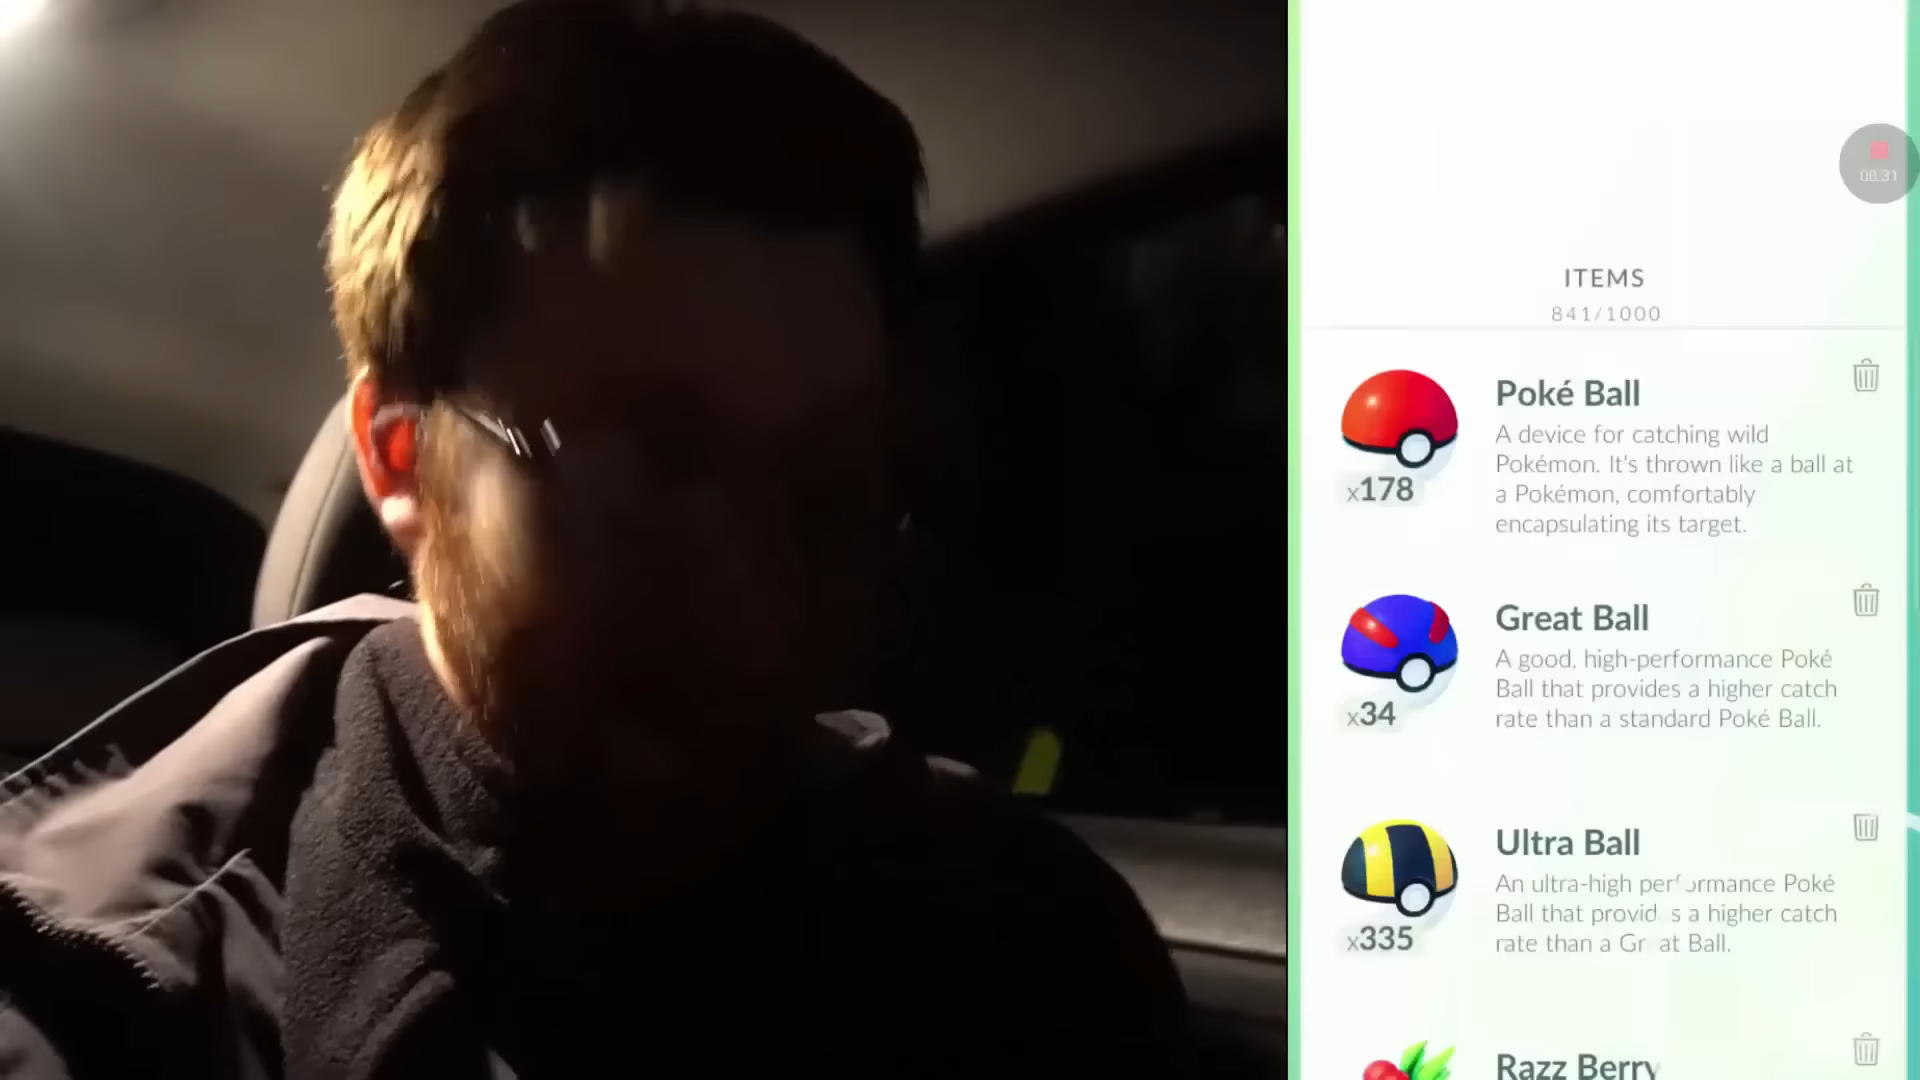 00:31
ITEMS
841/1000
Poké Ball
A device for catching wild
Pokémon. It's thrown like a ball at
a Pokémon, comfortably
encapsulating its target.
x178
Great Ball
A good, high-performance Poké
Ball that provides a higher catch
rate than a standard Poké Ball.
x34
Ultra Ball
An ultra-high performance Poké
Ball that provid s a higher catch
rate than a Gr at Ball.
x335
Razz Berry